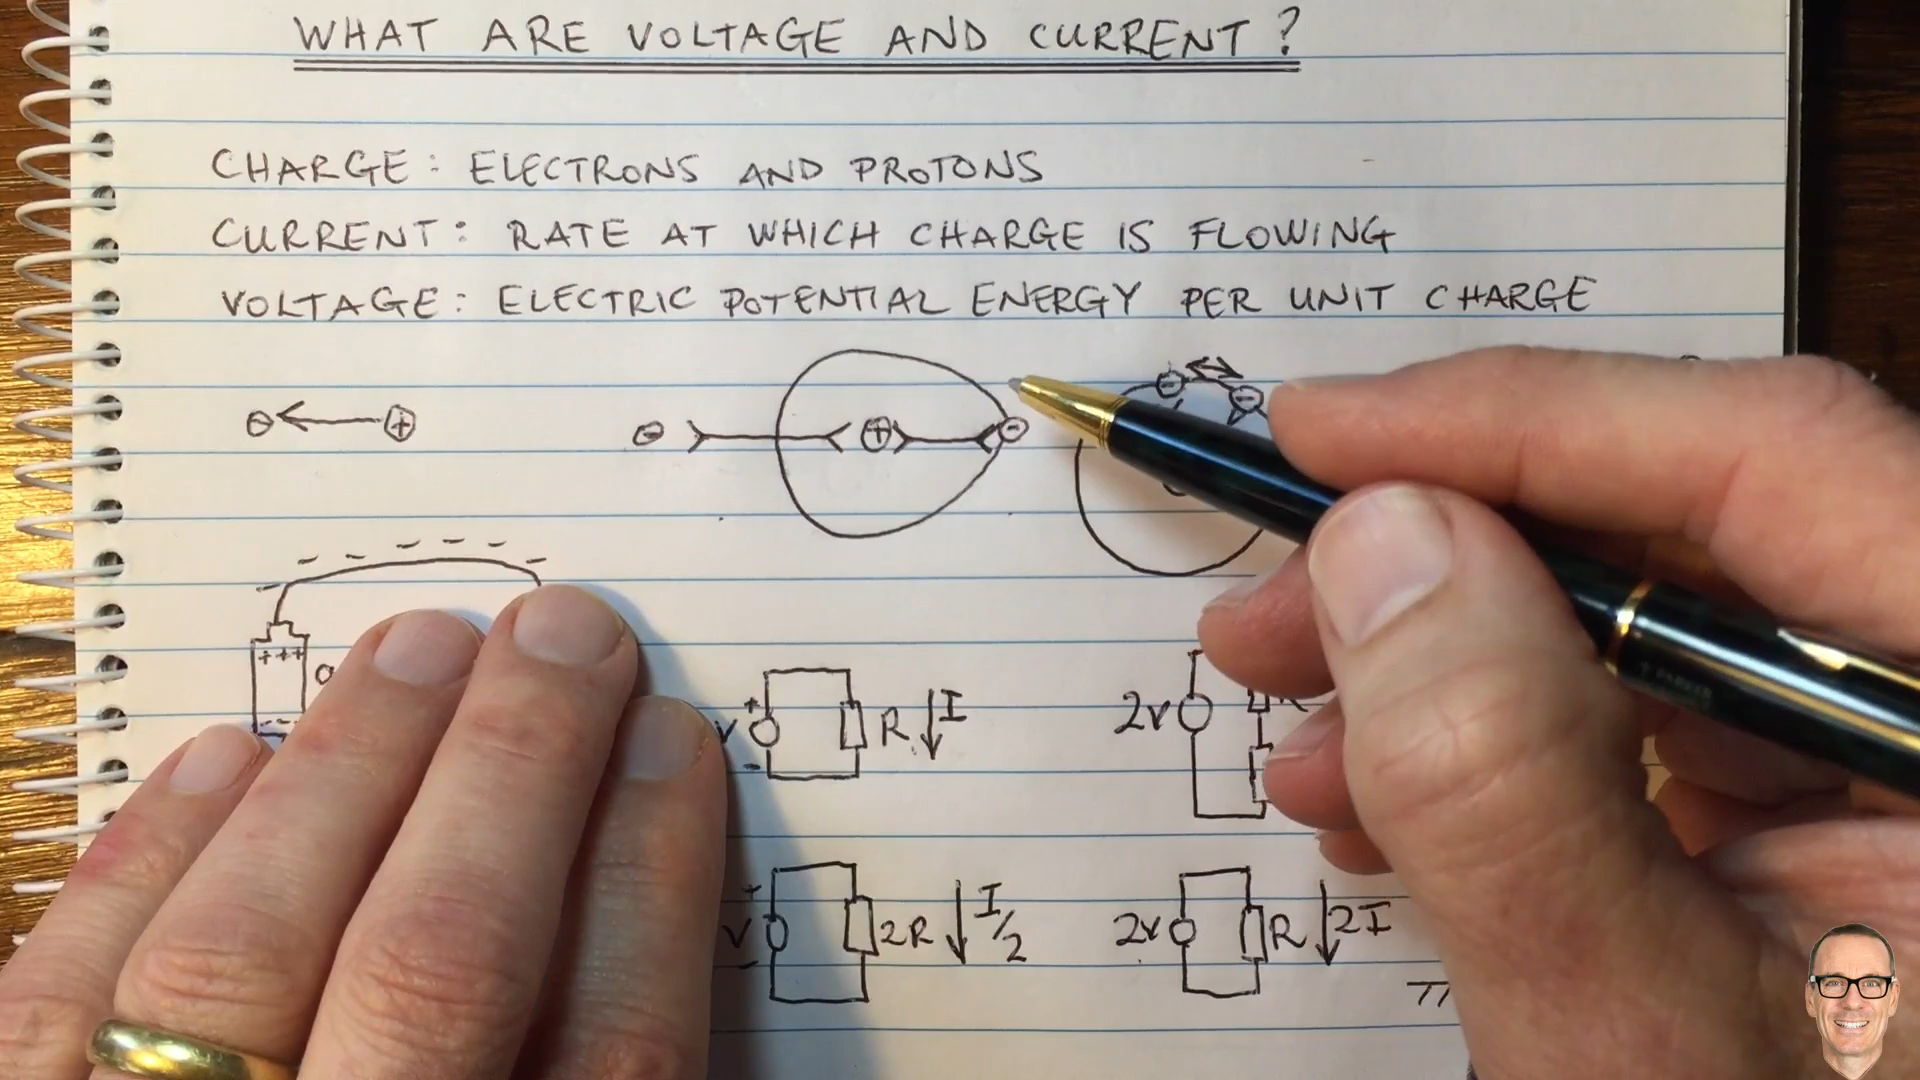 WHAT ARE VOLTAGE AND CURRENT?
CHARGE: ELECTRONS AND PROTONS
CURRENT: RATE AT WHICH CHARGE IS FLOWING
VOLTAGE: ELECTRIC POTENTIAL ENERGY PER UNIT CHARGE
V R I
2V
V 2R I/2
2V R 2I